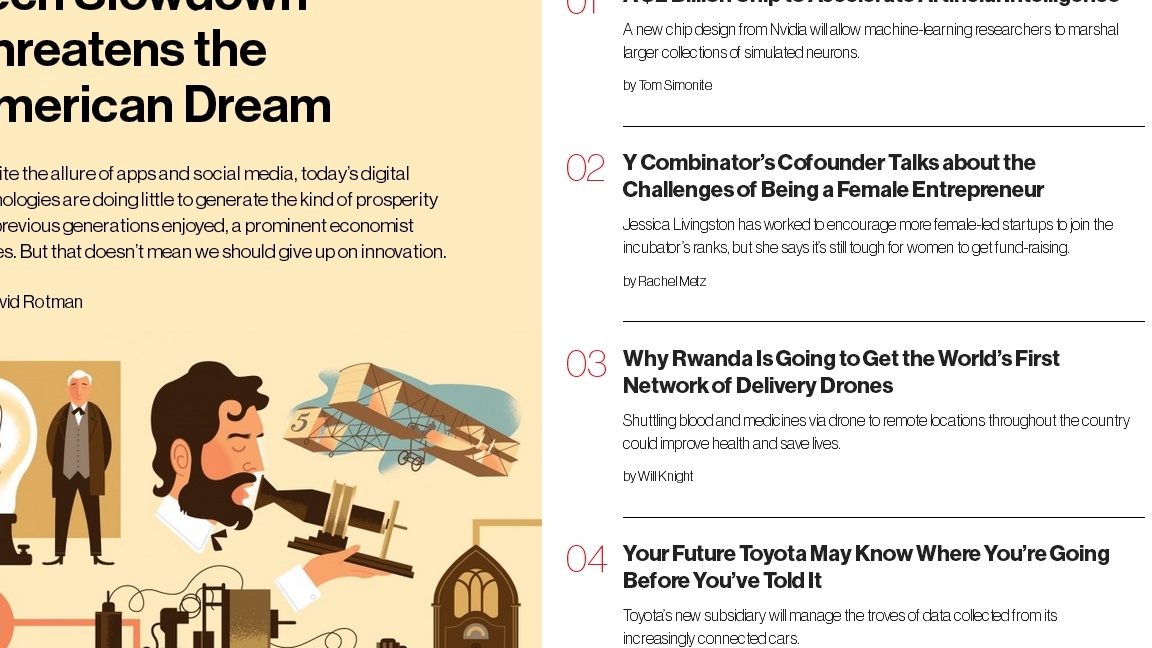 Slowdown
hreatens the
merican Dream
ite the allure of apps and social media, today's digital
nologies are doing little to generate the kind of prosperity
previous generations enjoyed, a prominent economist
es. But that doesn't mean we should give up on innovation.
vid Rotman
5
01
A $2 Billion Chip to Accelerate Artificial Intelligence
A new chip design from Nvidia will allow machine-learning researchers to marshal
larger collections of simulated neurons.
by Tom Simonite
02
Y Combinator's Cofounder Talks about the
Challenges of Being a Female Entrepreneur
Jessica Livingston has worked to encourage more female-led startups to join the
incubator's ranks, but she says it's still tough for women to get fund-raising.
by Rachel Metz
03
Why Rwanda Is Going to Get the World's First
Network of Delivery Drones
Shuttling blood and medicines via drone to remote locations throughout the country
could improve health and save lives.
by Will Knight
04
Your Future Toyota May Know Where You're Going
Before You've Told It
Toyota's new subsidiary will manage the troves of data collected from its
increasingly connected cars.